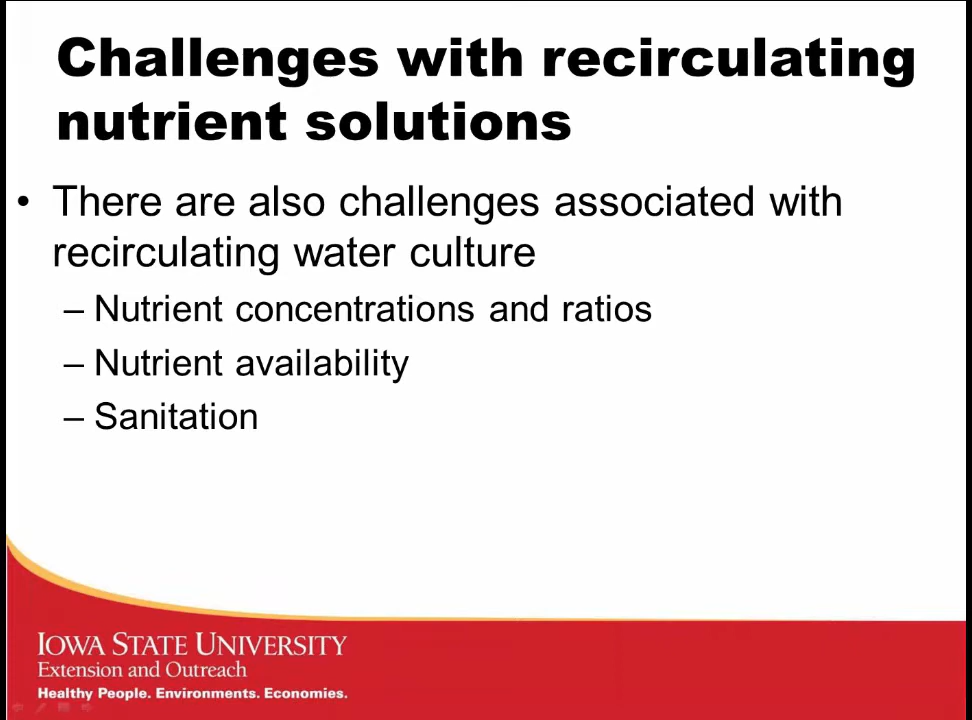 Challenges with recirculating
nutrient solutions
• There are also challenges associated with
recirculating water culture
– Nutrient concentrations and ratios
– Nutrient availability
– Sanitation
IOWA STATE UNIVERSITY
Extension and Outreach
Healthy People. Environments. Economies.